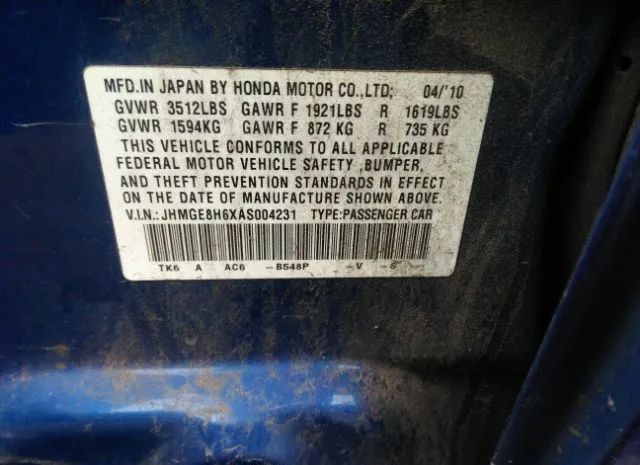 MFD.IN JAPAN BY HONDA MOTOR CO.,LTD; 04/'10
GVWR 3512LBS GAWR F 1921LBS R 1619LBS
GVWR 1594KG GAWR F 872 KG R 735 KG
THIS VEHICLE CONFORMS TO ALL APPLICABLE
FEDERAL MOTOR VEHICLE SAFETY ,BUMPER,
AND THEFT PREVENTION STANDARDS IN EFFECT
ON THE DATE OF MANUFACTURE SHOWN ABOVE.
V.I.N.: JHMGE8H6XAS004231 TYPE:PASSENGER CAR
TK6 A AC6 -B548P -V -S